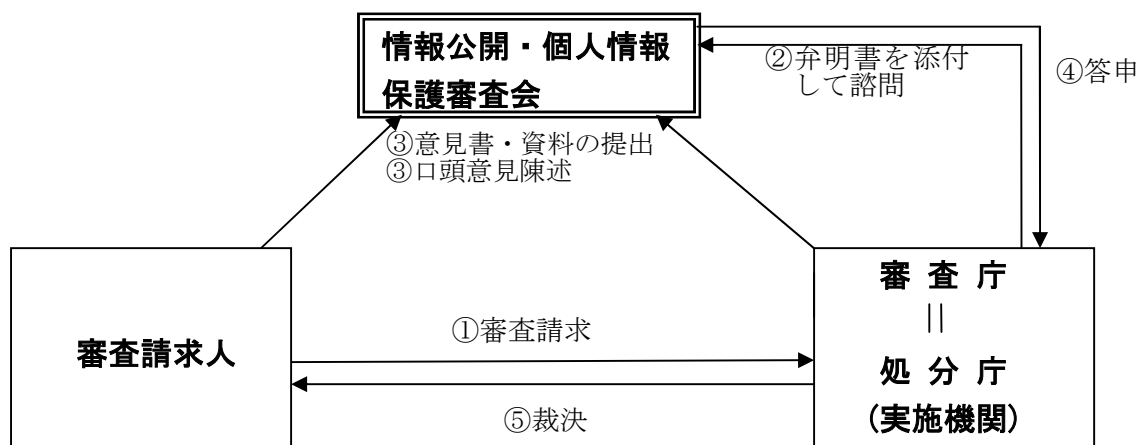 情報公開・個人情報
保護審査会
②弁明書を添付
して諮問
④答申
③意見書・資料の提出
③口頭意見陳述
審査請求人
①審査請求
⑤裁決
審 査 庁
||
処 分 庁
(実施機関)